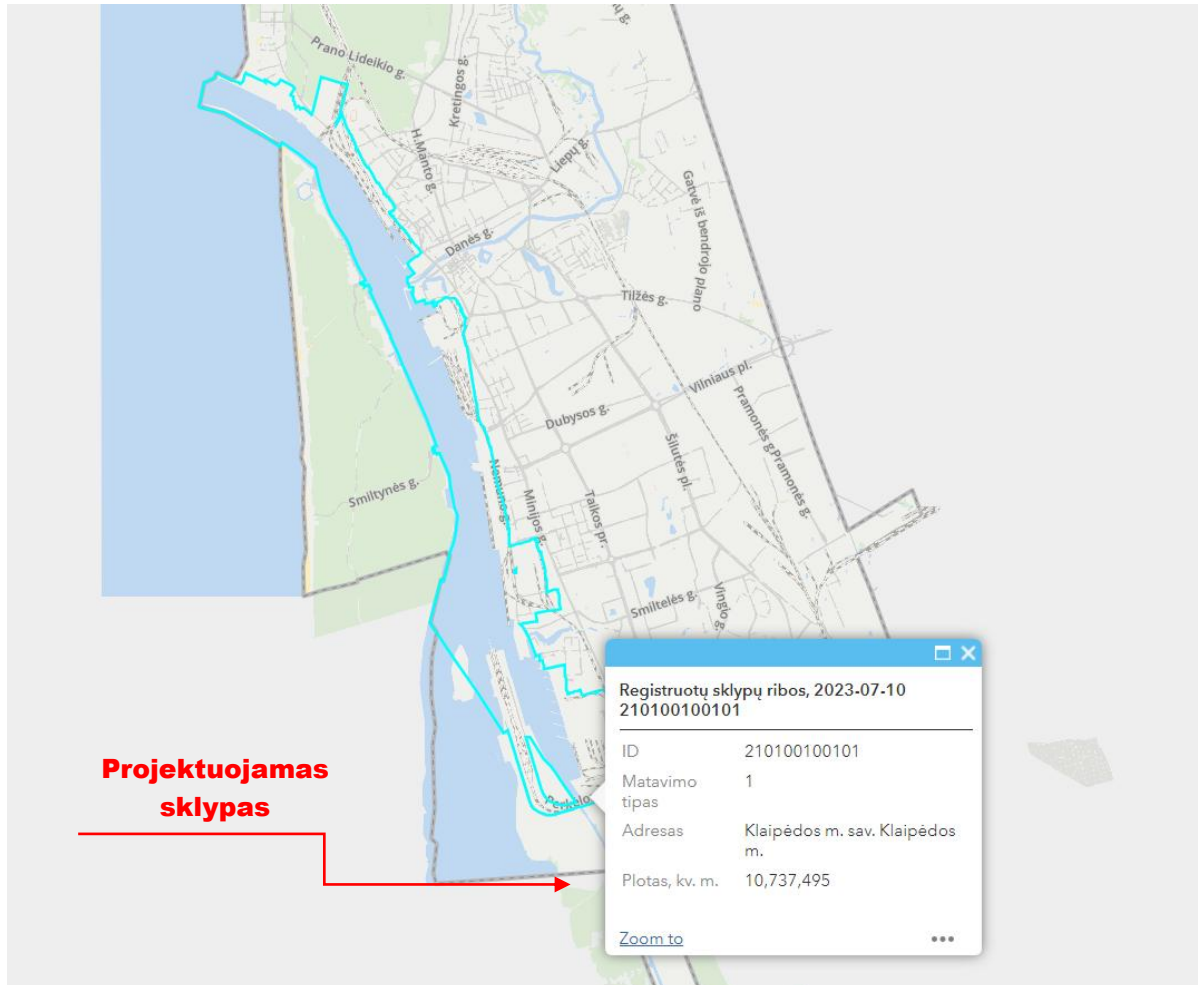 Prano Lideikio g.
Kretingos g.
H.Manto g.
Liepų g.
Danės g.
Gatvė iš bendrojo plano
Tilžės g.
Vilniaus pl.
Dubysos g.
Pramonės g.
Pramonės g.
Šilutės pl.
Smiltynės g.
Nemuno g.
Minijos g.
Taikos pr.
Smiltelės g.
Vingio g.
Registruotų sklypų ribos, 2023-07-10
210100100101
ID 210100100101
Matavimo 1
tipas
Adresas Klaipėdos m. sav. Klaipėdos
m.
Plotas, kv. m. 10,737,495
Zoom to
Projektuojamas
sklypas